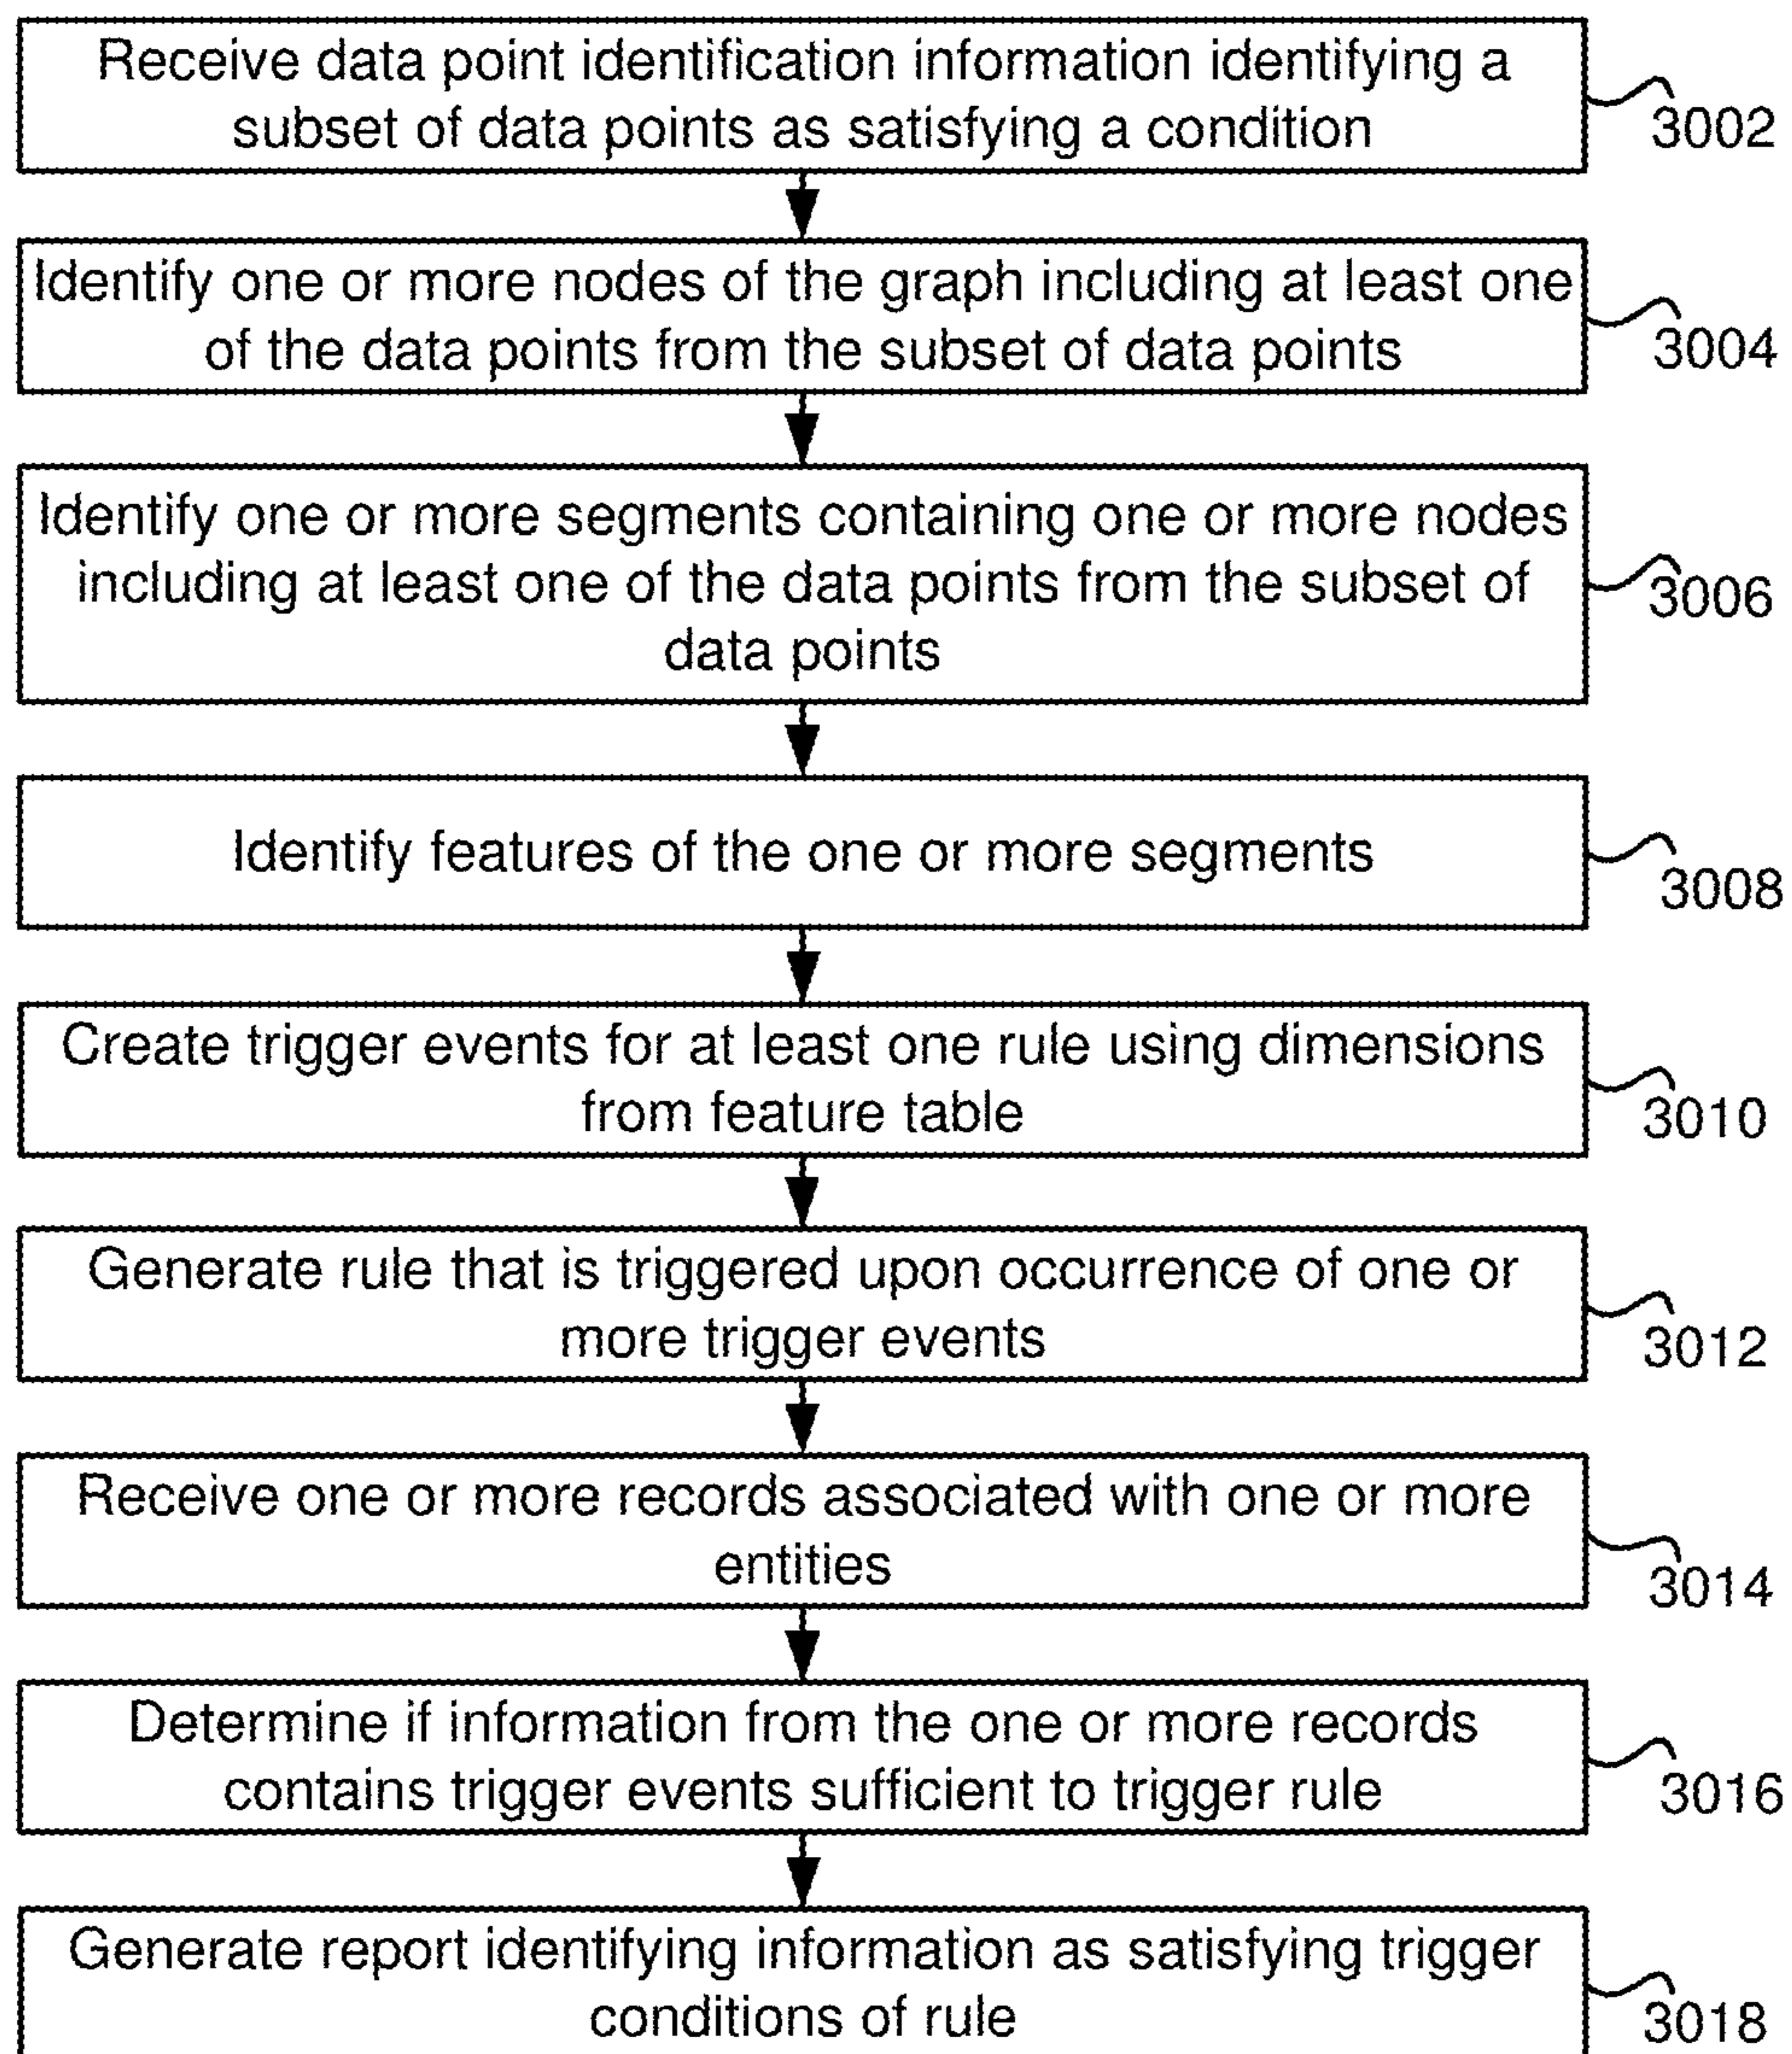 Receive data point identification information identifying a
subset of data points as satisfying a condition
3002
Identify one or more nodes of the graph including at least one
of the data points from the subset of data points
3004
Identify one or more segments containing one or more nodes
including at least one of the data points from the subset of
data points
3006
Identify features of the one or more segments
3008
Create trigger events for at least one rule using dimensions
from feature table
3010
Generate rule that is triggered upon occurrence of one or
more trigger events
3012
Receive one or more records associated with one or more
entities
3014
Determine if information from the one or more records
contains trigger events sufficient to trigger rule
3016
Generate report identifying information as satisfying trigger
conditions of rule
3018